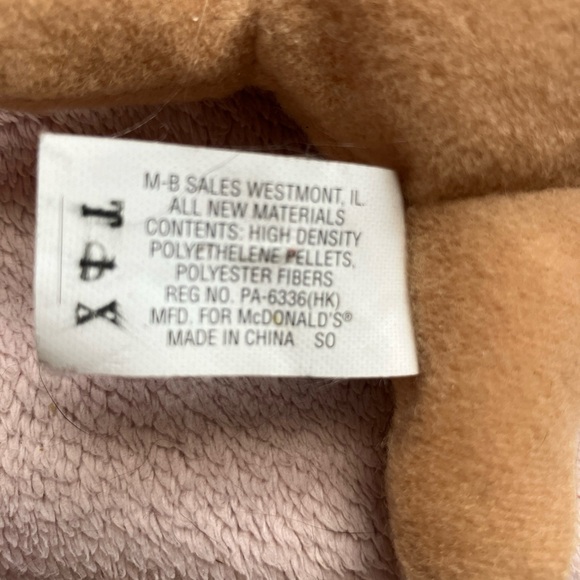 M-B SALES WESTMONT, IL.
ALL NEW MATERIALS
CONTENTS: HIGH DENSITY
POLYETHELENE PELLETS,
POLYESTER FIBERS
REG NO. PA-6336(HK)
MFD. FOR McDONALD'S®
MADE IN CHINA SO